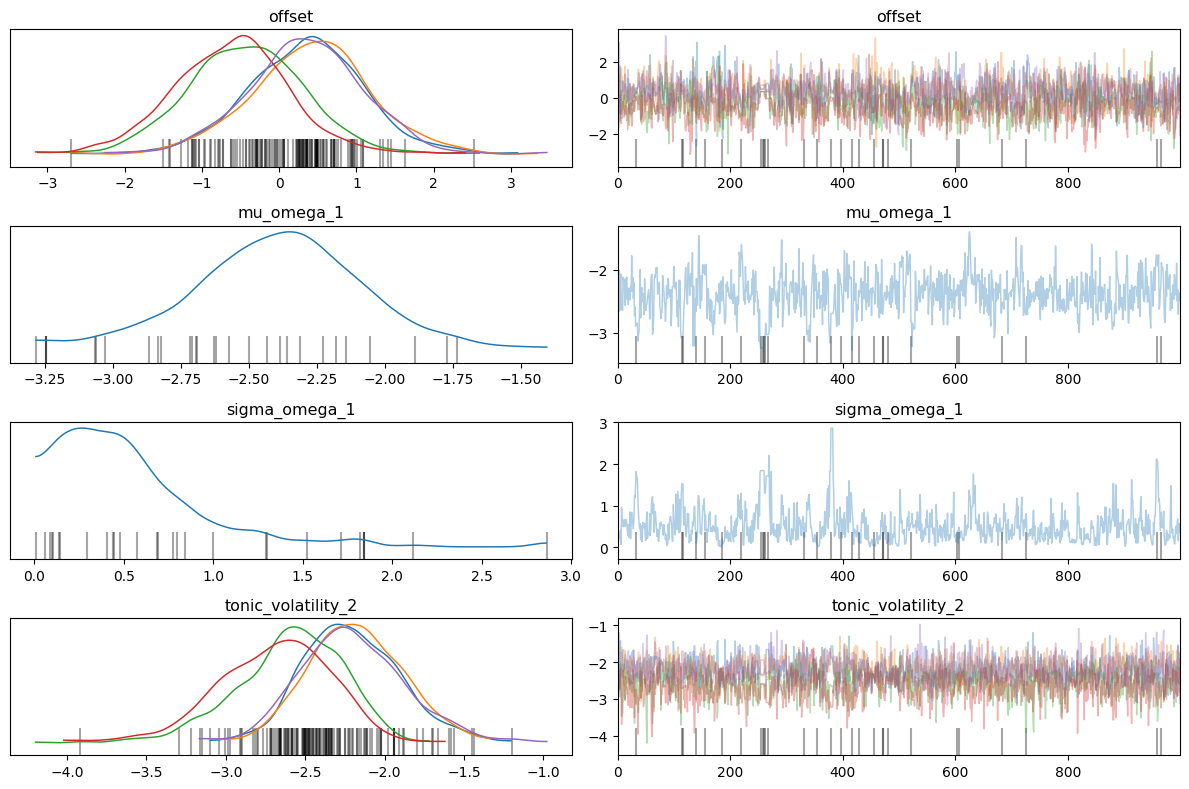 offset
offset
−3 −2 −1 0 1 2 3
2
0
−2
0 200 400 600 800
mu_omega_1
mu_omega_1
−3.25 −3.00 −2.75 −2.50 −2.25 −2.00 −1.75 −1.50
−2
−3
0 200 400 600 800
sigma_omega_1
sigma_omega_1
0.0 0.5 1.0 1.5 2.0 2.5 3.0
3
2
1
0
0 200 400 600 800
tonic_volatility_2
tonic_volatility_2
−4.0 −3.5 −3.0 −2.5 −2.0 −1.5 −1.0
−1
−2
−3
−4
0 200 400 600 800